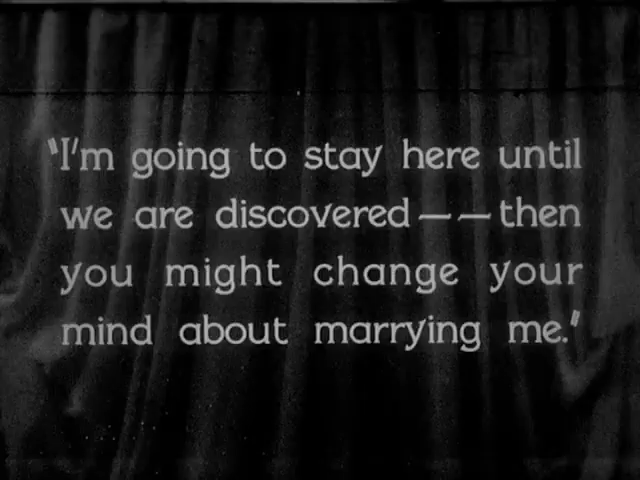 "I'm going to stay here until
we are discovered — — then
you might change your
mind about marrying me."